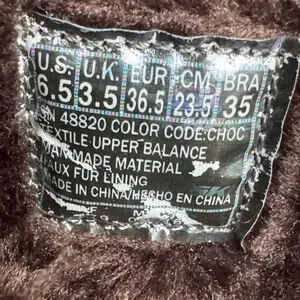 U.S. U.K. EUR CM BRA
6.5 3.5 36.5 23.5 35
SN 48820 COLOR CODE:CHOC
TEXTILE UPPER BALANCE
MAN MADE MATERIAL
FAUX FUR LINING
MADE IN CHINA/HECHO EN CHINA